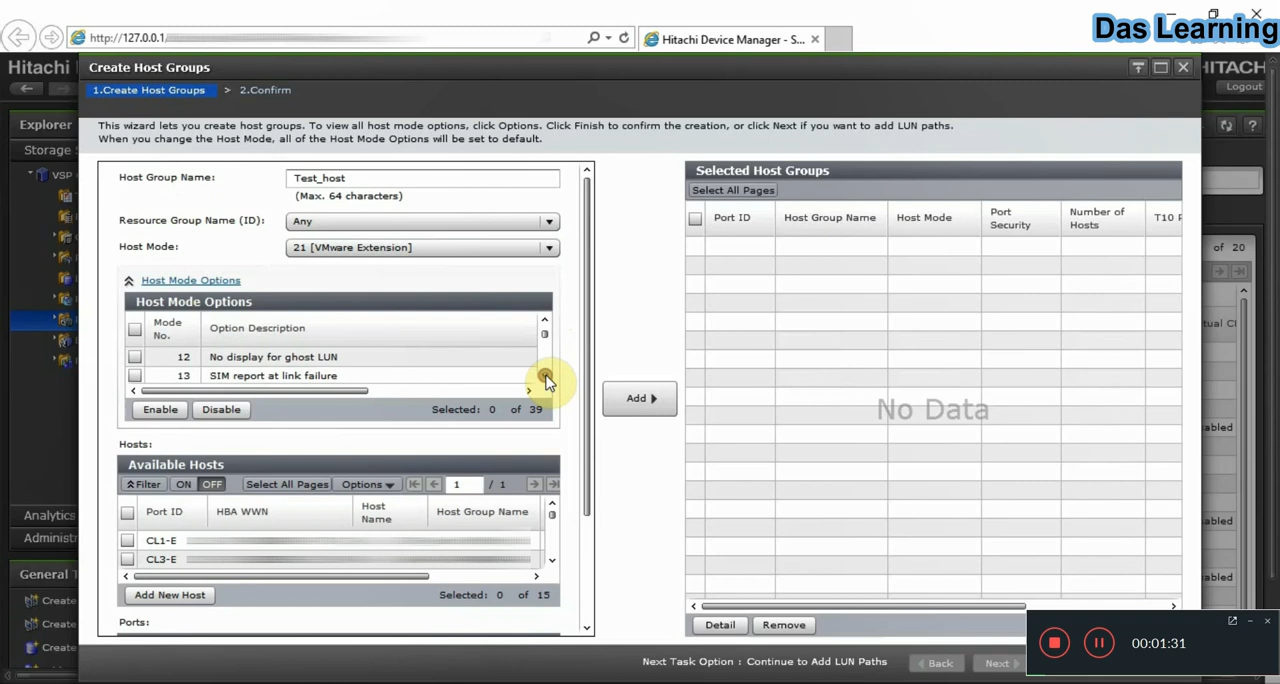 Das Learning
http://127.0.0.1/
Hitachi Device Manager - S...
Hitachi
Create Host Groups
HITACH
1.Create Host Groups > 2.Confirm
Logout
This wizard lets you create host groups. To view all host mode options, click Options. Click Finish to confirm the creation, or click Next if you want to add LUN paths.
When you change the Host Mode, all of the Host Mode Options will be set to default.
Explorer
Storage S
VSP
Host Group Name: Test_host
(Max. 64 characters)
Resource Group Name (ID): Any
Host Mode: 21 [VMware Extension]
Host Mode Options
Host Mode Options
Mode No. Option Description
12 No display for ghost LUN
13 SIM report at link failure
Enable Disable Selected: 0 of 39
Hosts:
Available Hosts
Filter ON OFF Select All Pages Options 1 / 1
Port ID HBA WWN Host Name Host Group Name
CL1-E
CL3-E
Add New Host Selected: 0 of 15
Ports:
Add
Selected Host Groups
Select All Pages
Port ID Host Group Name Host Mode Port Security Number of Hosts T10 P
No Data
Detail Remove
of 20
tual CI
abled
abled
abled
Analytics
Administ
General T
Create
Create
Create
Next Task Option : Continue to Add LUN Paths Back Next
00:01:31